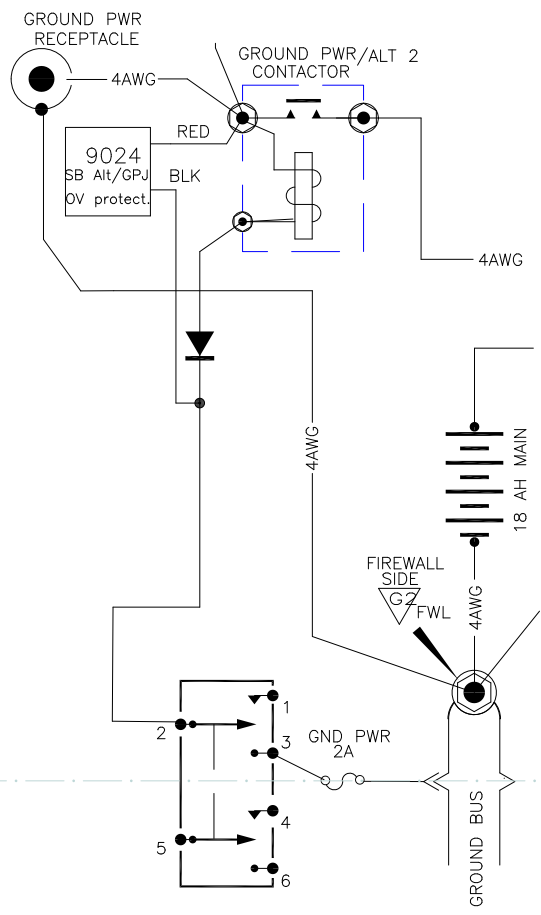 GROUND PWR
RECEPTACLE
GROUND PWR/ALT 2
CONTACTOR
4AWG
RED
9024
SB Alt/GPJ
OV protect.
BLK
4AWG
4AWG
18 AH MAIN
FIREWALL
SIDE
G2
FWL
4AWG
1
2
3
GND PWR
2A
4
5
6
GROUND BUS